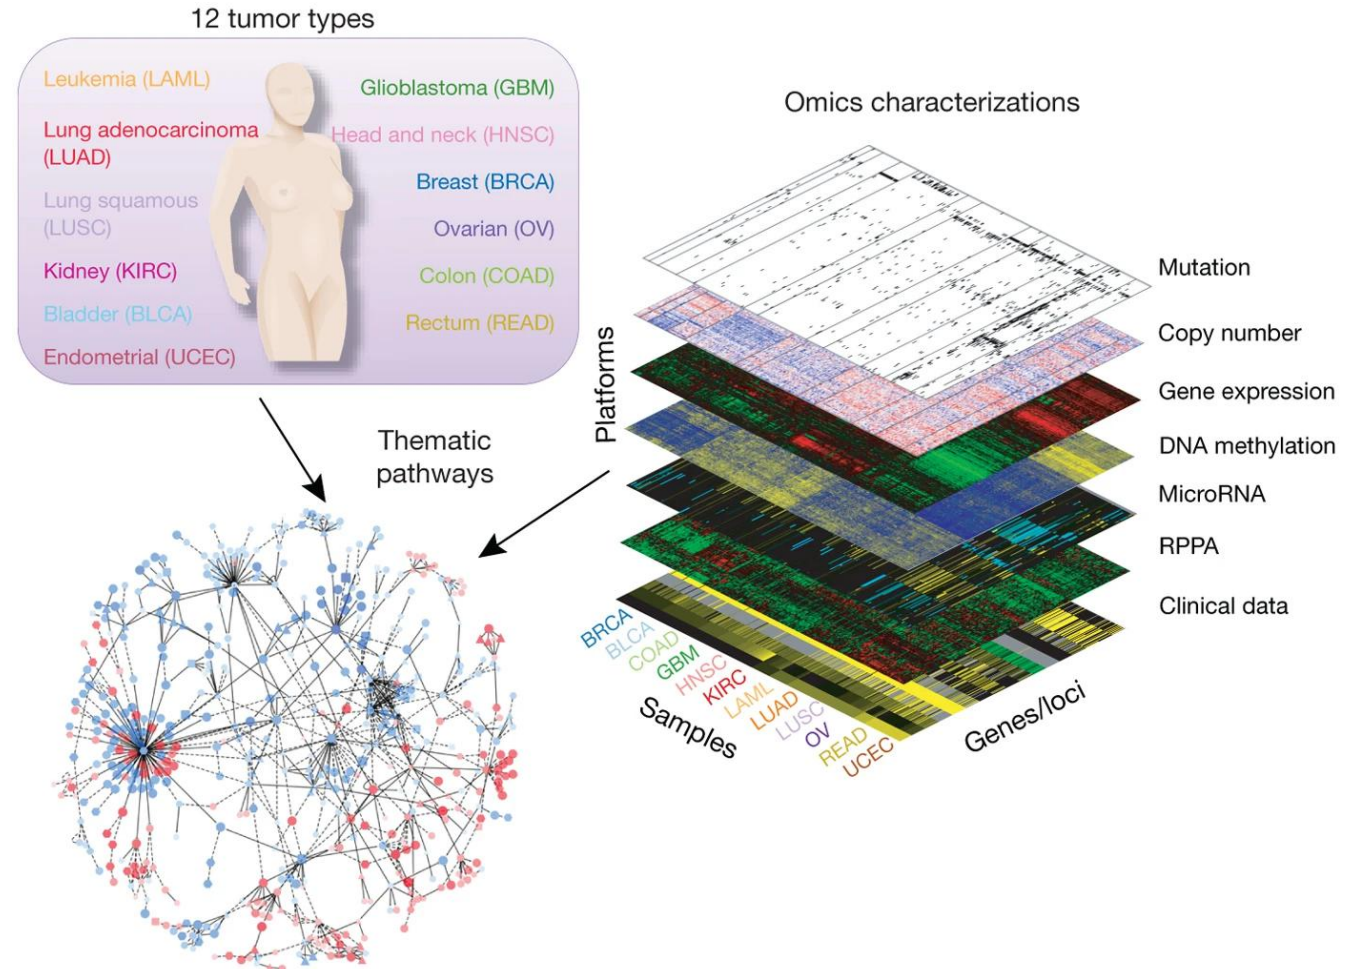 12 tumor types
Leukemia (LAML)
Lung adenocarcinoma
(LUAD)
Lung squamous
(LUSC)
Kidney (KIRC)
Bladder (BLCA)
Endometrial (UCEC)
Glioblastoma (GBM)
Head and neck (HNSC)
Breast (BRCA)
Ovarian (OV)
Colon (COAD)
Rectum (READ)
Thematic
pathways
Omics characterizations
Platforms
Mutation
Copy number
Gene expression
DNA methylation
MicroRNA
RPPA
Clinical data
BRCA
BLCA
COAD
GBM
HNSC
KIRC
LAML
LUAD
LUSC
OV
READ
UCEC
Samples
Genes/loci